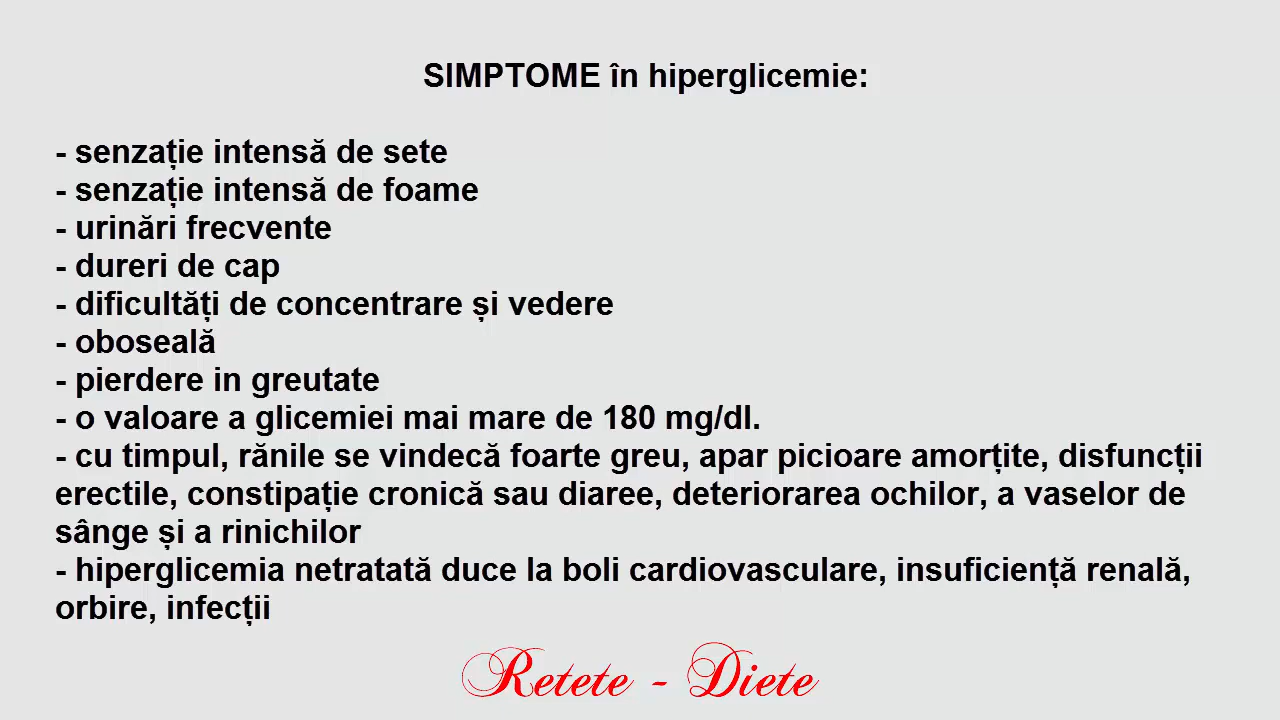 SIMPTOME în hiperglicemie:
- senzație intensă de sete
- senzație intensă de foame
- urinări frecvente
- dureri de cap
- dificultăți de concentrare și vedere
- oboseală
- pierdere in greutate
- o valoare a glicemiei mai mare de 180 mg/dl.
- cu timpul, rănile se vindecă foarte greu, apar picioare amorțite, disfuncții
erectile, constipație cronică sau diaree, deteriorarea ochilor, a vaselor de
sânge și a rinichilor
- hiperglicemia netratată duce la boli cardiovasculare, insuficiență renală,
orbire, infecții
Retete - Diete